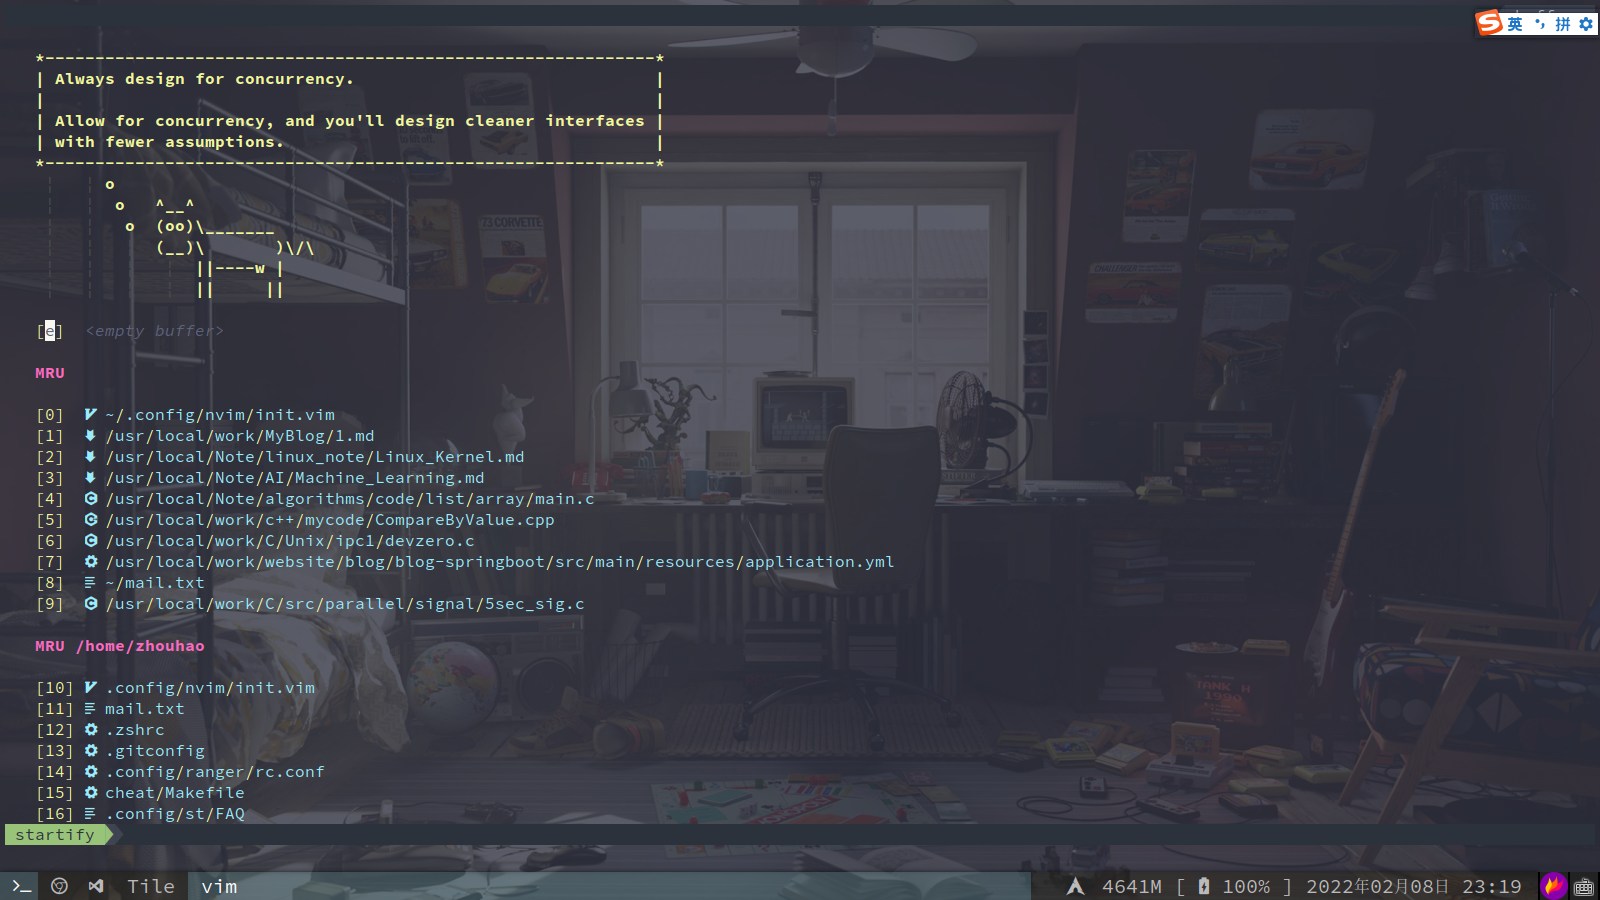 英 拼
*-------------------------------------------------------------*
| Always design for concurrency.                              |
|                                                             |
| Allow for concurrency, and you'll design cleaner interfaces |
| with fewer assumptions.                                     |
*-------------------------------------------------------------*
       o
        o   ^__^
         o  (oo)\_______
            (__)\       )\/\
                ||----w |
                ||     ||
[e]  <empty buffer>
MRU
[0] ~/.config/nvim/init.vim
[1] /usr/local/work/MyBlog/1.md
[2] /usr/local/Note/linux_note/Linux_Kernel.md
[3] /usr/local/Note/AI/Machine_Learning.md
[4] /usr/local/Note/algorithms/code/list/array/main.c
[5] /usr/local/work/c++/mycode/CompareByValue.cpp
[6] /usr/local/work/C/Unix/ipc1/devzero.c
[7] /usr/local/work/website/blog/blog-springboot/src/main/resources/application.yml
[8] ~/mail.txt
[9] /usr/local/work/C/src/parallel/signal/5sec_sig.c
MRU /home/zhouhao
[10] .config/nvim/init.vim
[11] mail.txt
[12] .zshrc
[13] .gitconfig
[14] .config/ranger/rc.conf
[15] cheat/Makefile
[16] .config/st/FAQ
startify
Tile vim 4641M [ 100% ] 2022年02月08日 23:19